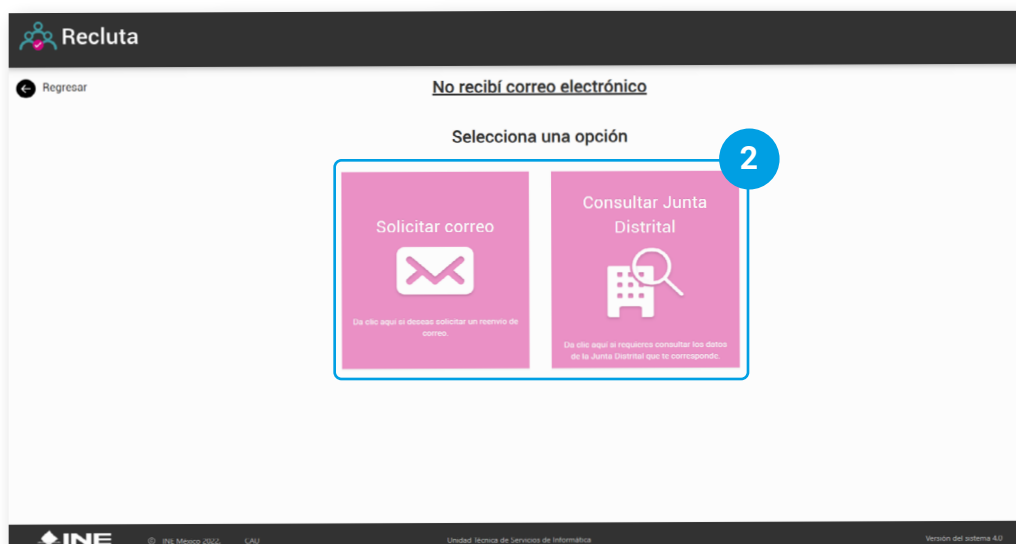 Recluta
Regresar
No recibí correo electrónico
Selecciona una opción
2
Solicitar correo
Da clic aquí si deseas solicitar un reenvío de
correo.
Consultar Junta
Distrital
Da clic aquí si requieres consultar los datos
de la Junta Distrital que te corresponde.
INE
© INE México 2022.
CAU
Unidad Técnica de Servicios de Informática
Versión del sistema 4.0